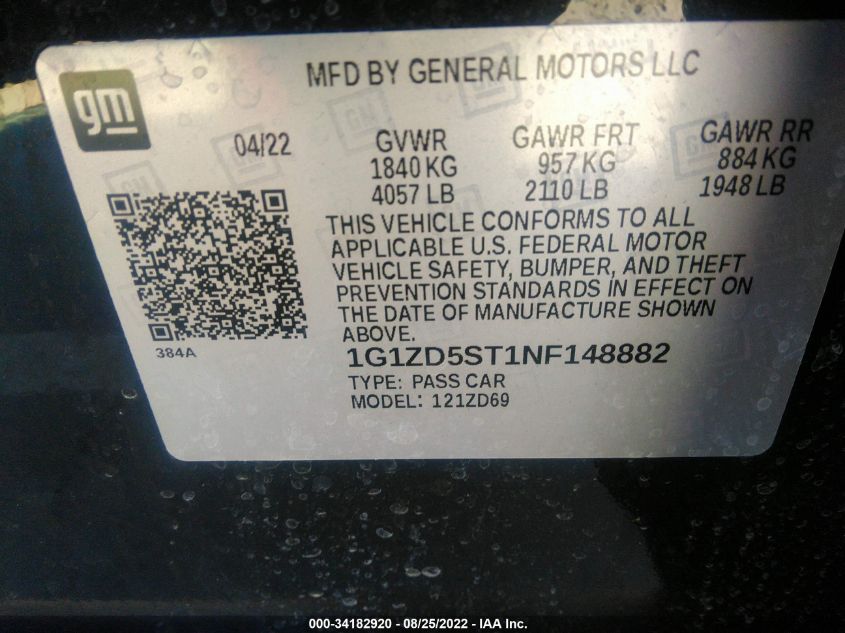 MFD BY GENERAL MOTORS LLC
gm
04/22
GVWR GAWR FRT GAWR RR
1840 KG 957 KG 884 KG
4057 LB 2110 LB 1948 LB
THIS VEHICLE CONFORMS TO ALL
APPLICABLE U.S. FEDERAL MOTOR
VEHICLE SAFETY, BUMPER, AND THEFT
PREVENTION STANDARDS IN EFFECT ON
THE DATE OF MANUFACTURE SHOWN
ABOVE.
384A
1G1ZD5ST1NF148882
TYPE: PASS CAR
MODEL: 121ZD69
000-34182920 - 08/25/2022 - IAA Inc.